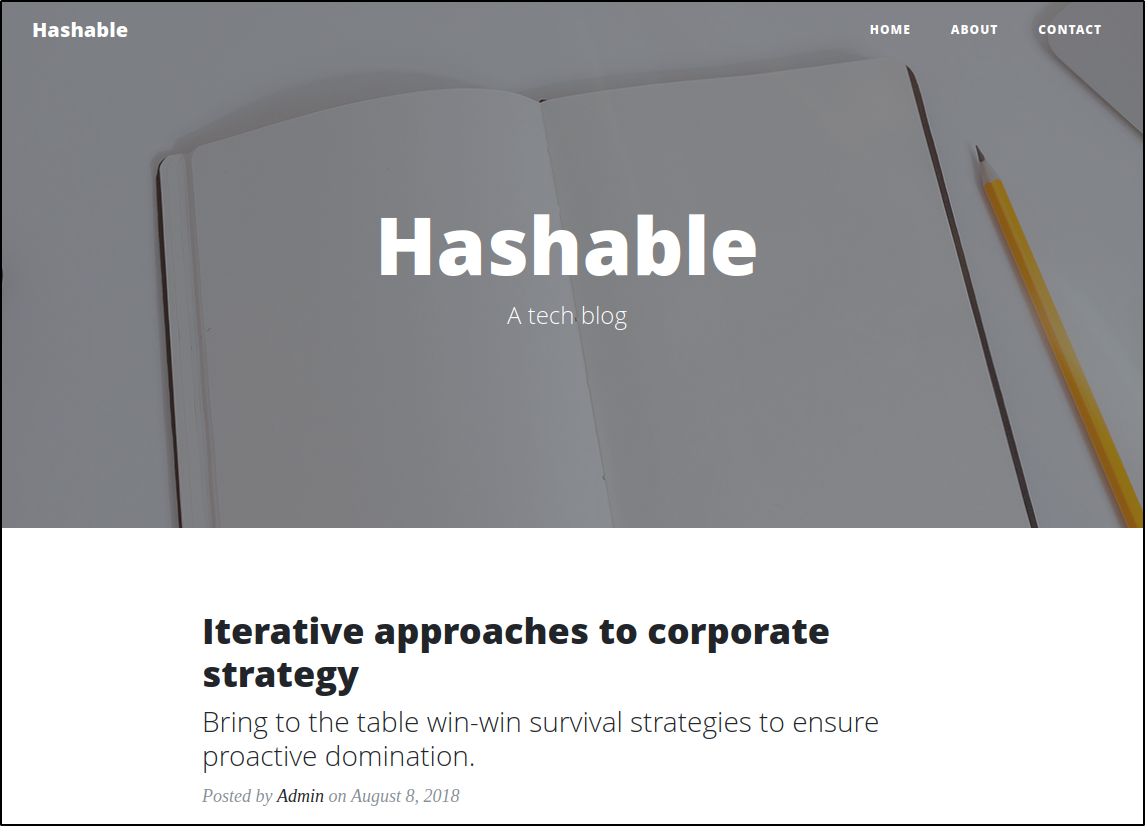 Hashable
HOME ABOUT CONTACT
Hashable
A tech blog
Iterative approaches to corporate
strategy
Bring to the table win-win survival strategies to ensure
proactive domination.
Posted by Admin on August 8, 2018